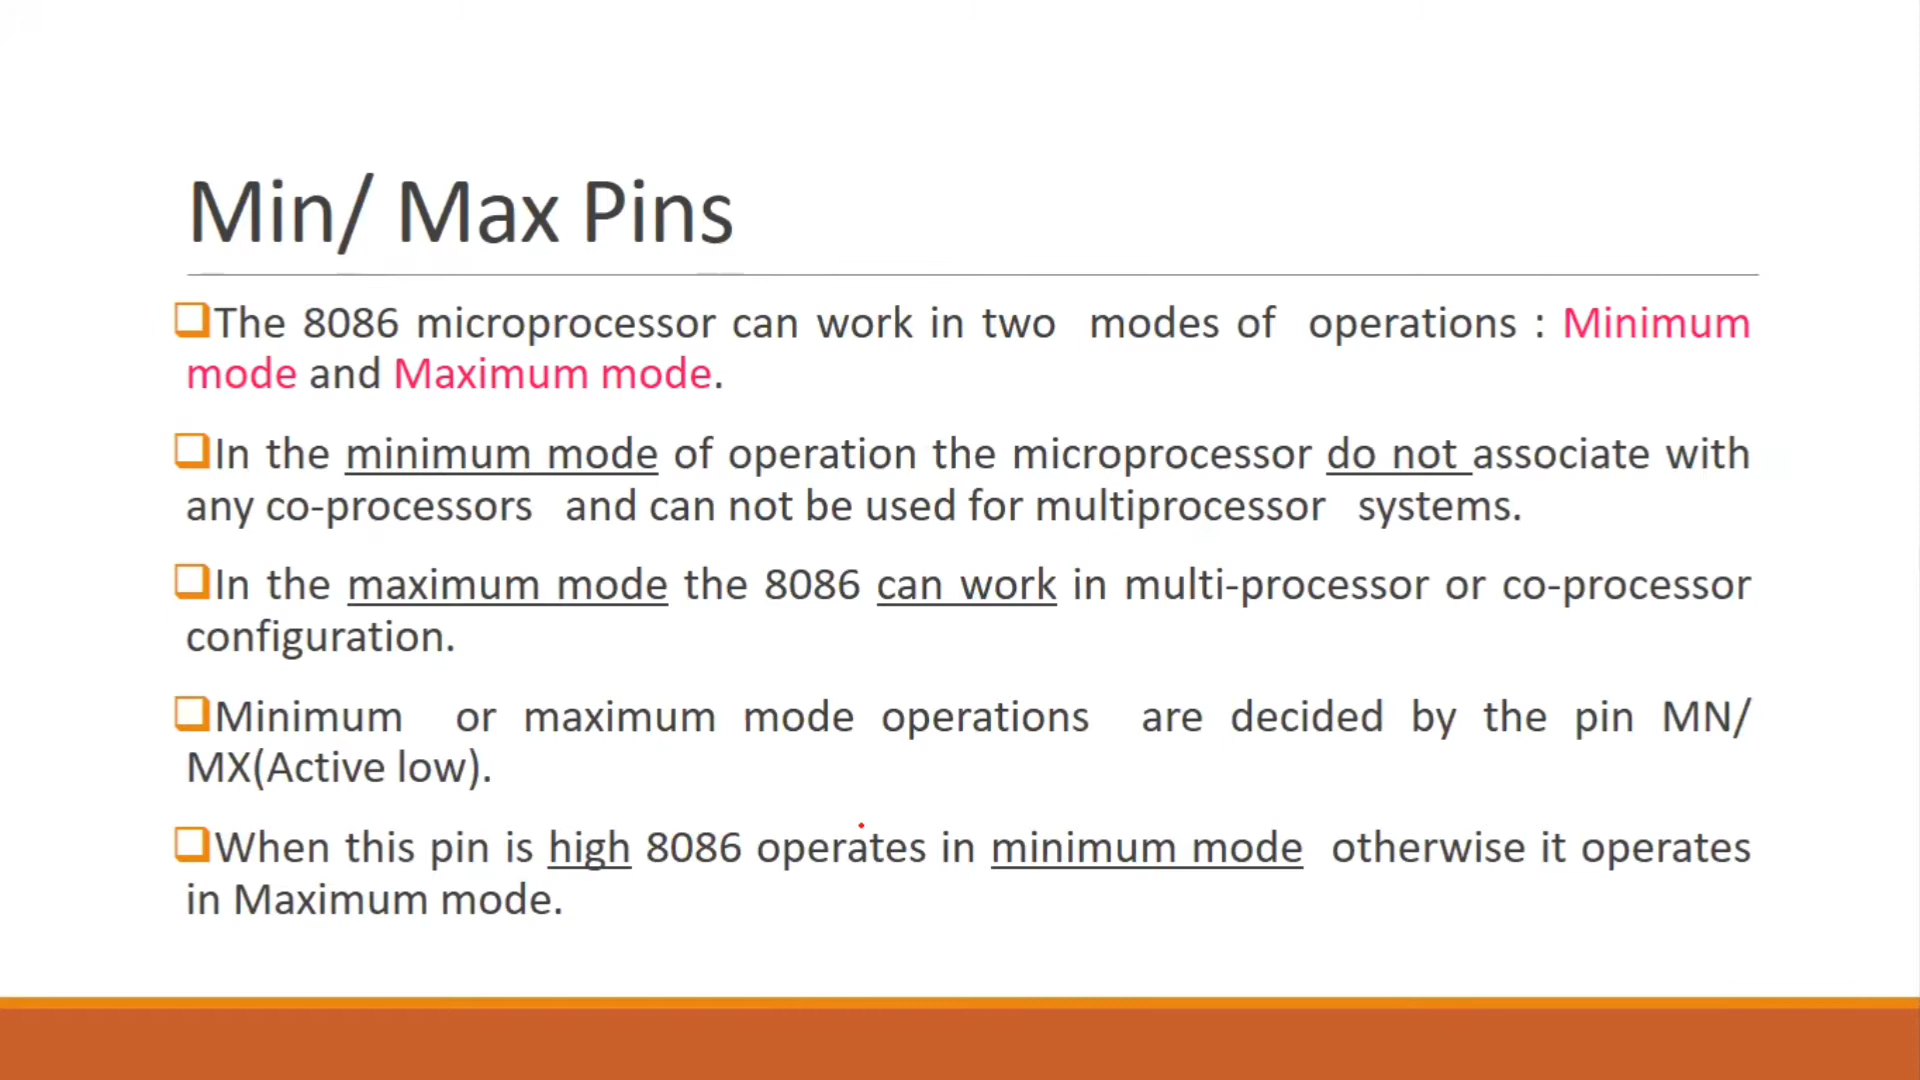 Min/ Max Pins
The 8086 microprocessor can work in two modes of operations : Minimum
mode and Maximum mode.
In the minimum mode of operation the microprocessor do not associate with
any co-processors and can not be used for multiprocessor systems.
In the maximum mode the 8086 can work in multi-processor or co-processor
configuration.
Minimum or maximum mode operations are decided by the pin MN/
MX(Active low).
When this pin is high 8086 operates in minimum mode otherwise it operates
in Maximum mode.